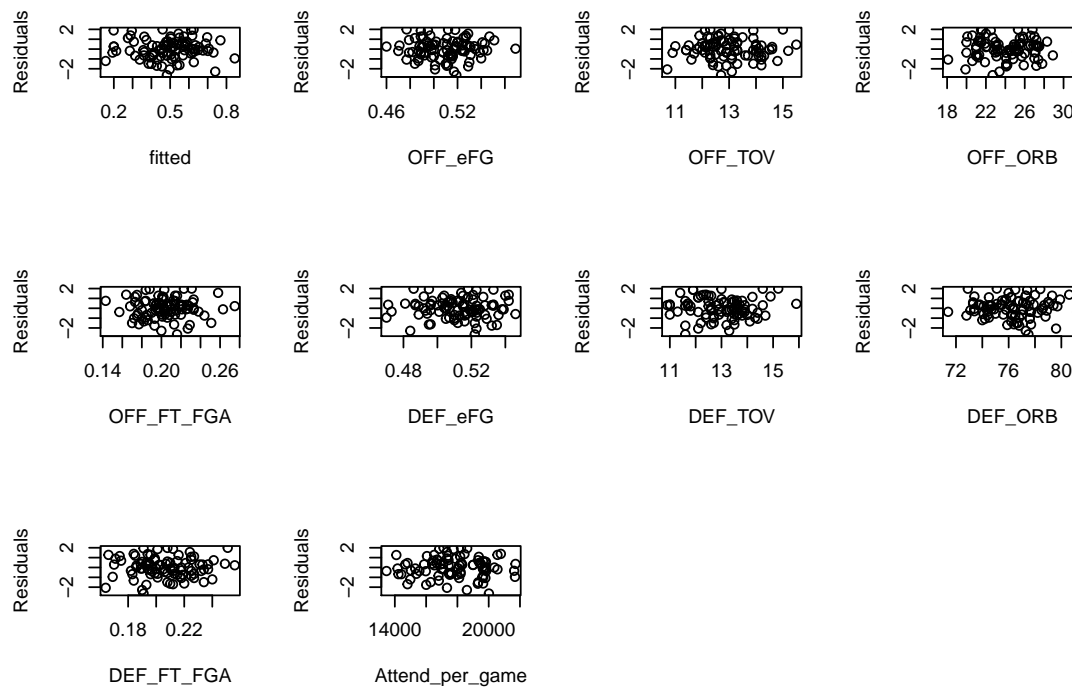 Residuals
2
−2
0.2 0.5 0.8
fitted
Residuals
2
−2
0.46 0.52
OFF_eFG
Residuals
2
−2
11 13 15
OFF_TOV
Residuals
2
−2
18 22 26 30
OFF_ORB
Residuals
2
−2
0.14 0.20 0.26
OFF_FT_FGA
Residuals
2
−2
0.48 0.52
DEF_eFG
Residuals
2
−2
11 13 15
DEF_TOV
Residuals
2
−2
72 76 80
DEF_ORB
Residuals
2
−2
0.18 0.22
DEF_FT_FGA
Residuals
2
−2
14000 20000
Attend_per_game